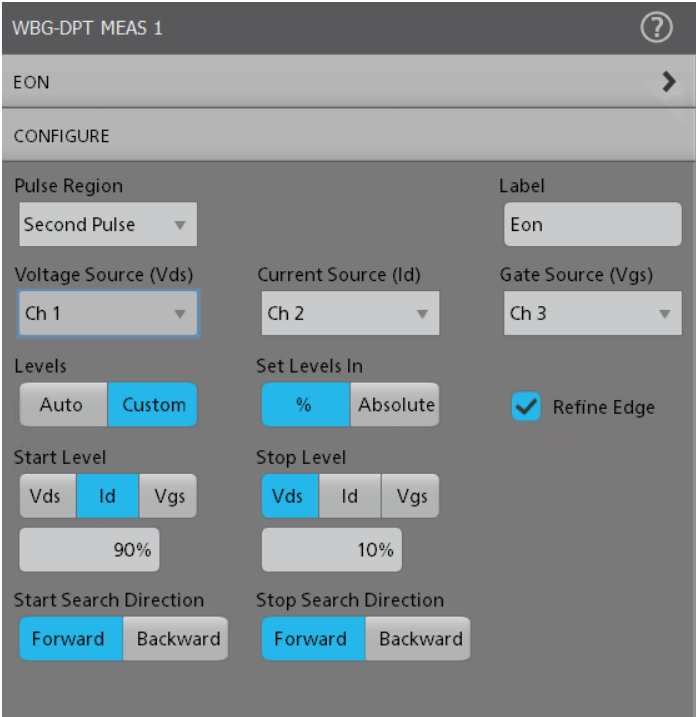 WBG-DPT MEAS 1 ?
EON
CONFIGURE
Pulse Region Label
Second Pulse Eon
Voltage Source (Vds) Current Source (Id) Gate Source (Vgs)
Ch 1 Ch 2 Ch 3
Levels Set Levels In
Auto Custom % Absolute Refine Edge
Start Level Stop Level
Vds Id Vgs Vds Id Vgs
90% 10%
Start Search Direction Stop Search Direction
Forward Backward Forward Backward